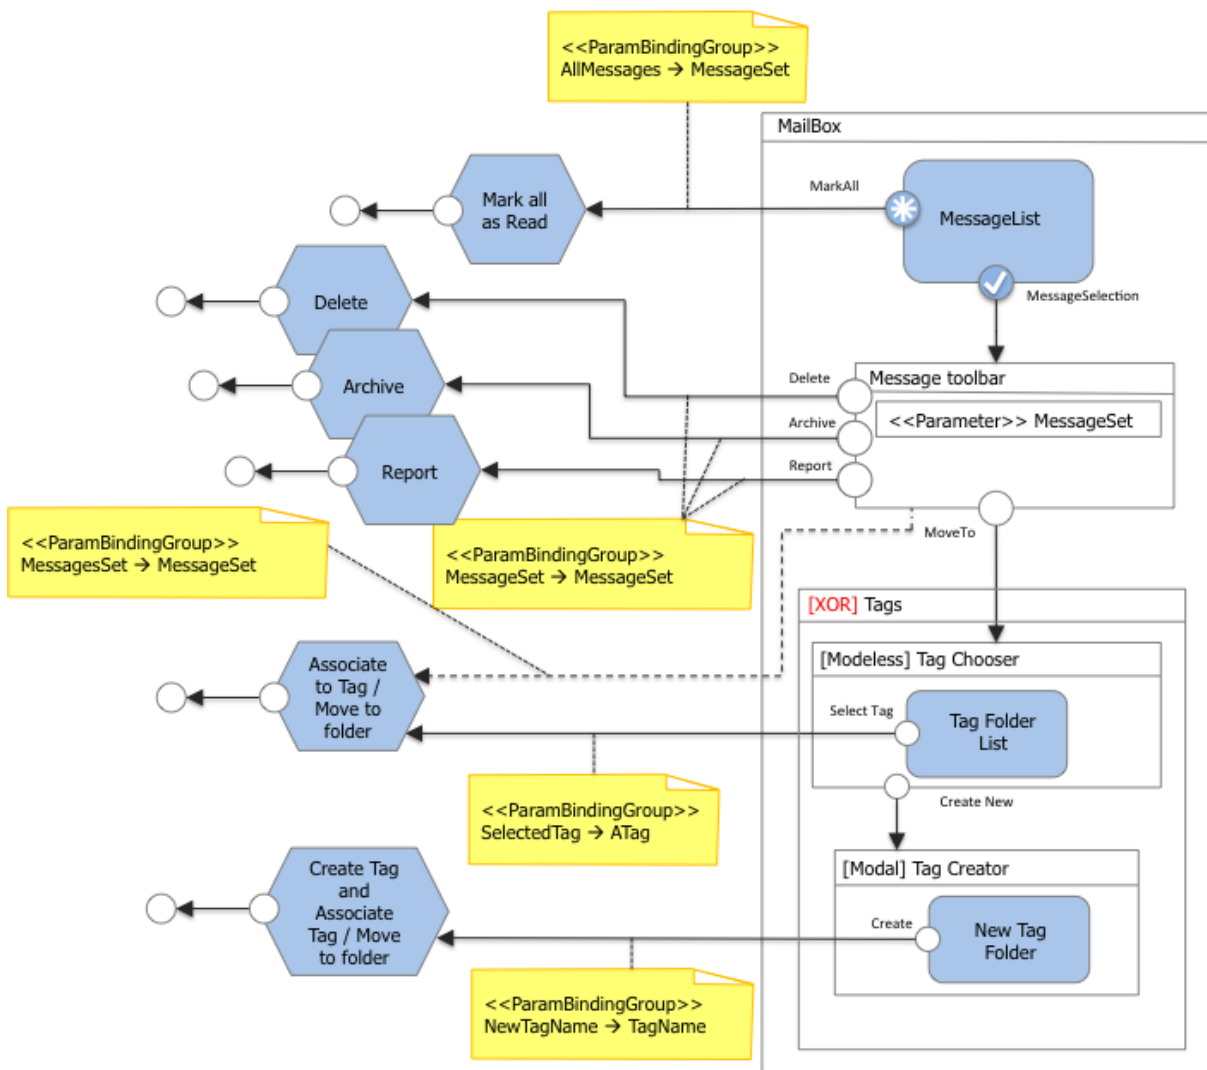 <<ParamBindingGroup>>
AllMessages → MessageSet
MailBox
MarkAll
Mark all
as Read
MessageList
MessageSelection
Delete
Delete
Message toolbar
Archive
Archive
<<Parameter>> MessageSet
Report
Report
<<ParamBindingGroup>>
MessagesSet → MessageSet
<<ParamBindingGroup>>
MessageSet → MessageSet
MoveTo
[XOR] Tags
Associate
to Tag /
Move to
folder
[Modeless] Tag Chooser
Select Tag
Tag Folder
List
<<ParamBindingGroup>>
SelectedTag → ATag
Create New
Create Tag
and
Associate
Tag / Move
to folder
[Modal] Tag Creator
Create
New Tag
Folder
<<ParamBindingGroup>>
NewTagName → TagName